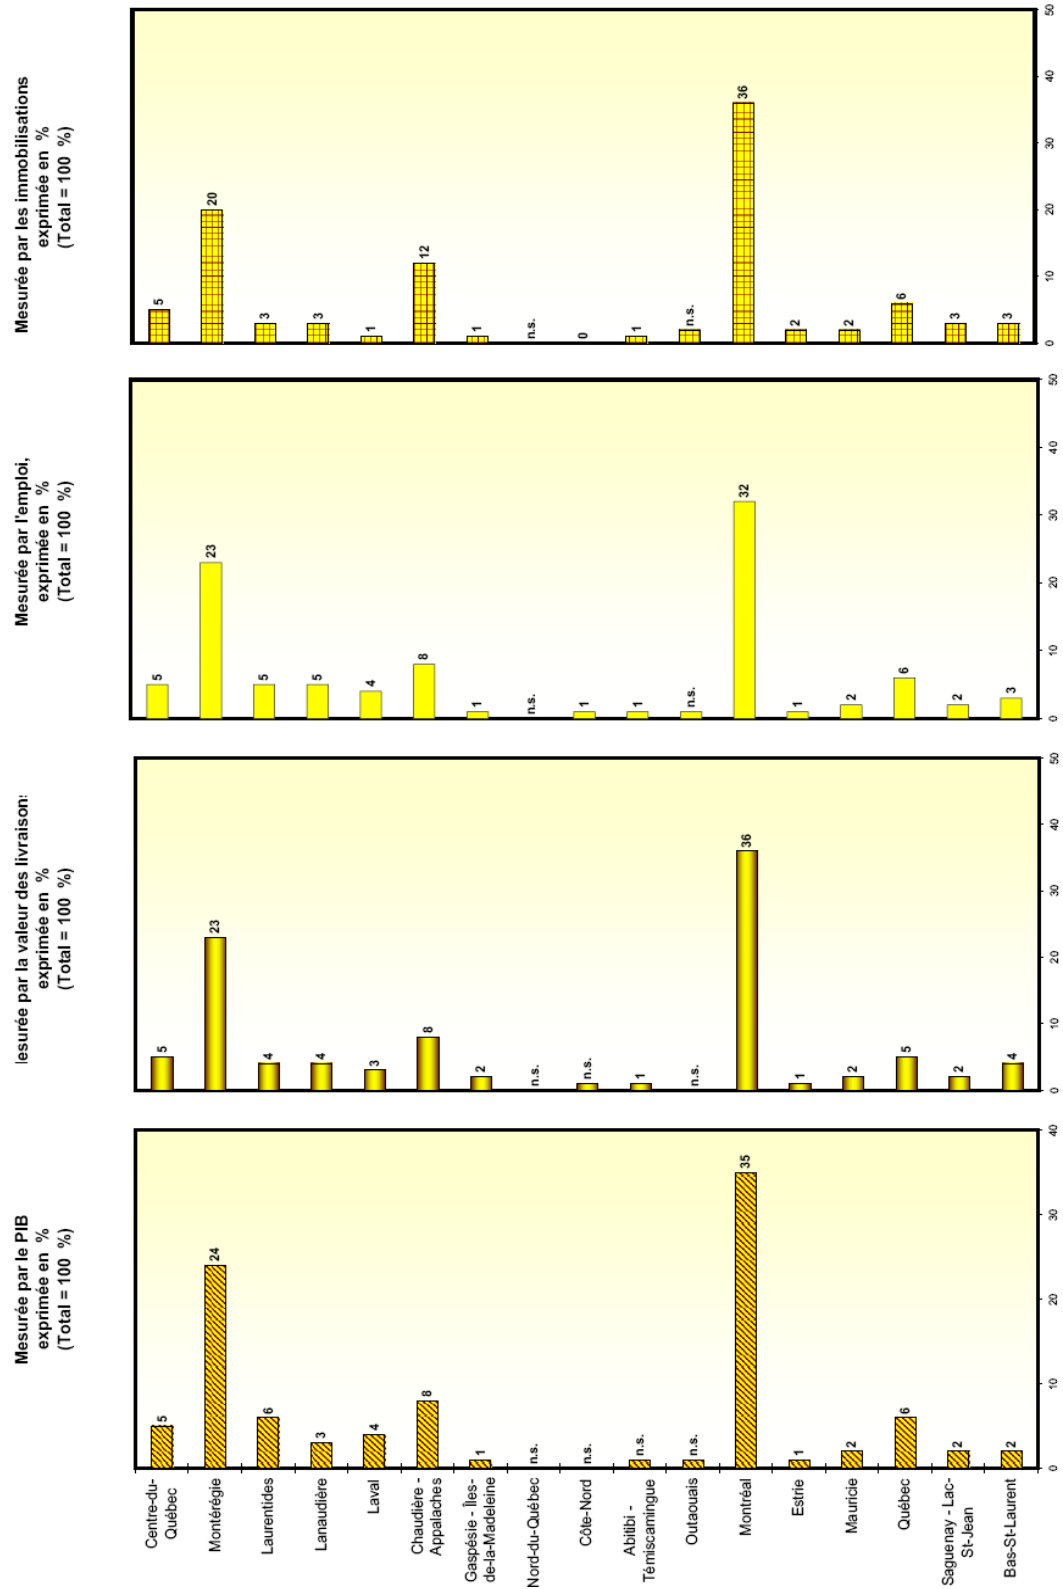 Mesurée par le PIB
exprimée en %
(Total = 100 %)
Centre-du-
Québec
5
Montérégie
24
Laurentides
6
Lanaudière
3
Laval
4
Chaudière -
Appalaches
8
Gaspésie - Îles-
de-la-Madeleine
1
Nord-du-Québec
n.s.
Côte-Nord
n.s.
Abitibi -
Témiscamingue
n.s.
Outaouais
n.s.
Montréal
35
Estrie
1
Mauricie
2
Québec
6
Saguenay - Lac-
St-Jean
2
Bas-St-Laurent
2
0 10 20 30 40
lesurée par la valeur des livraison:
exprimée en %
(Total = 100 %)
5
23
4
4
3
8
2
n.s.
n.s.
1
n.s.
36
1
2
5
2
4
0 10 20 30 40 50
Mesurée par l'emploi,
exprimée en %
(Total = 100 %)
5
23
5
5
4
8
1
n.s.
1
1
n.s.
32
1
2
6
2
3
0 10 20 30 40 50
Mesurée par les immobilisations
exprimée en %
(Total = 100 %)
5
20
3
3
1
12
1
n.s.
0
1
n.s.
36
2
2
6
3
3
0 10 20 30 40 50